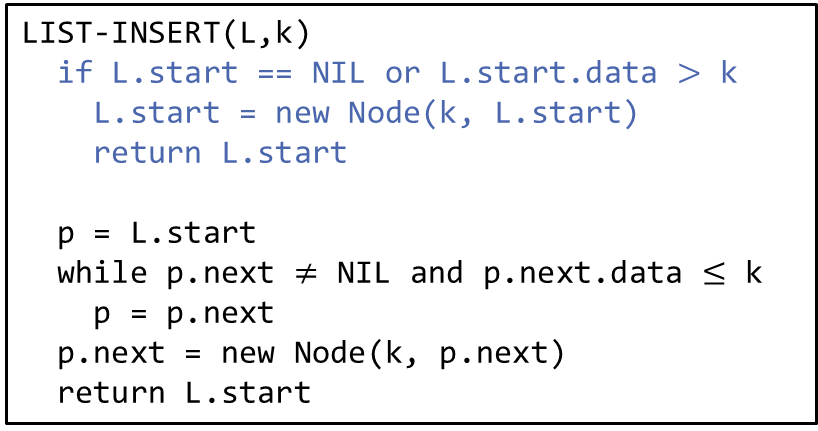 LIST-INSERT(L,k)
if L.start == NIL or L.start.data > k
L.start = new Node(k, L.start)
return L.start
p = L.start
while p.next ≠ NIL and p.next.data ≤ k
p = p.next
p.next = new Node(k, p.next)
return L.start